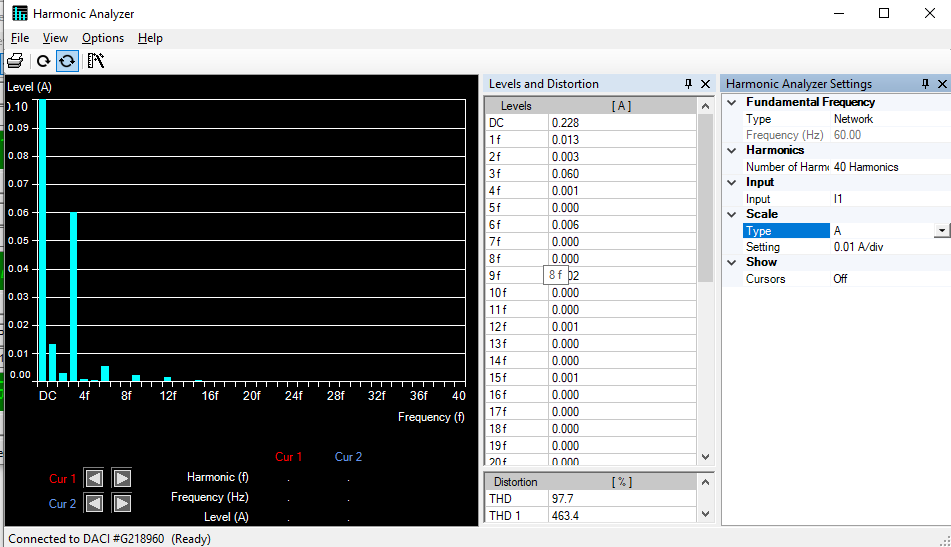 Harmonic Analyzer
File View Options Help
Level (A)
0.10
0.09
0.08
0.07
0.06
0.05
0.04
0.03
0.02
0.01
0.00
DC 4f 8f 12f 16f 20f 24f 28f 32f 36f 40
Frequency (f)
Cur 1 Cur 2
Cur 1
Cur 2
Harmonic (f) . .
Frequency (Hz) . .
Level (A) . .
Levels and Distortion
Levels [ A ]
DC 0.228
1 f 0.013
2 f 0.003
3 f 0.060
4 f 0.001
5 f 0.000
6 f 0.006
7 f 0.000
8 f 0.000
9 f 8 f 02
10 f 0.000
11 f 0.000
12 f 0.001
13 f 0.000
14 f 0.000
15 f 0.001
16 f 0.000
17 f 0.000
18 f 0.000
19 f 0.000
20 f 0.000
Distortion [ % ]
THD 97.7
THD 1 463.4
Harmonic Analyzer Settings
Fundamental Frequency
Type Network
Frequency (Hz) 60.00
Harmonics
Number of Harm 40 Harmonics
Input
Input I1
Scale
Type A
Setting 0.01 A/div
Show
Cursors Off
Connected to DACI #G218960 (Ready)